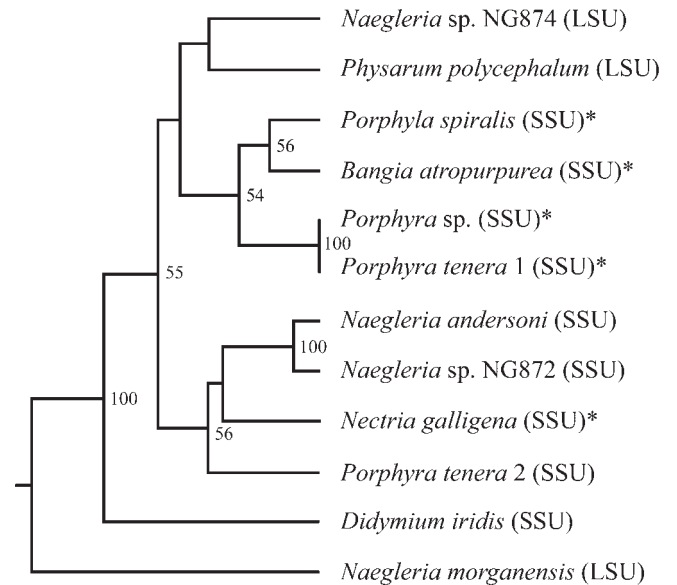 Naegleria sp. NG874 (LSU)
Physarum polycephalum (LSU)
Porphyla spiralis (SSU)*
56
Bangia atropurpurea (SSU)*
54
Porphyra sp. (SSU)*
100
Porphyra tenera 1 (SSU)*
55
Naegleria andersoni (SSU)
100
Naegleria sp. NG872 (SSU)
100
Nectria galligena (SSU)*
56
Porphyra tenera 2 (SSU)
Didymium iridis (SSU)
Naegleria morganensis (LSU)